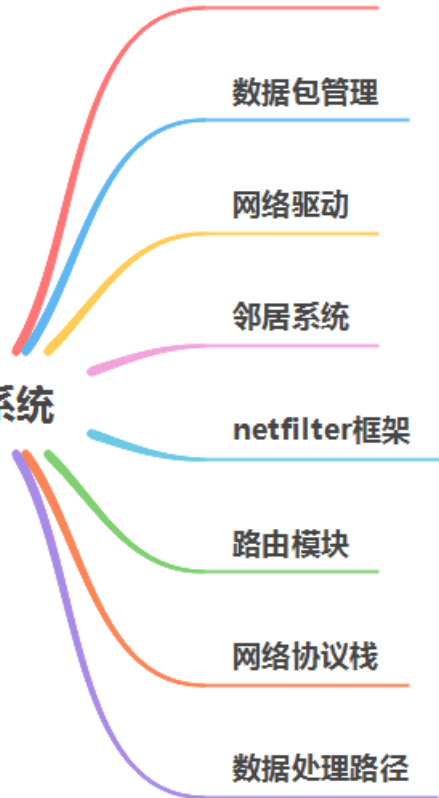 数据包管理
网络驱动
邻居系统
系统
netfilter框架
路由模块
网络协议栈
数据处理路径